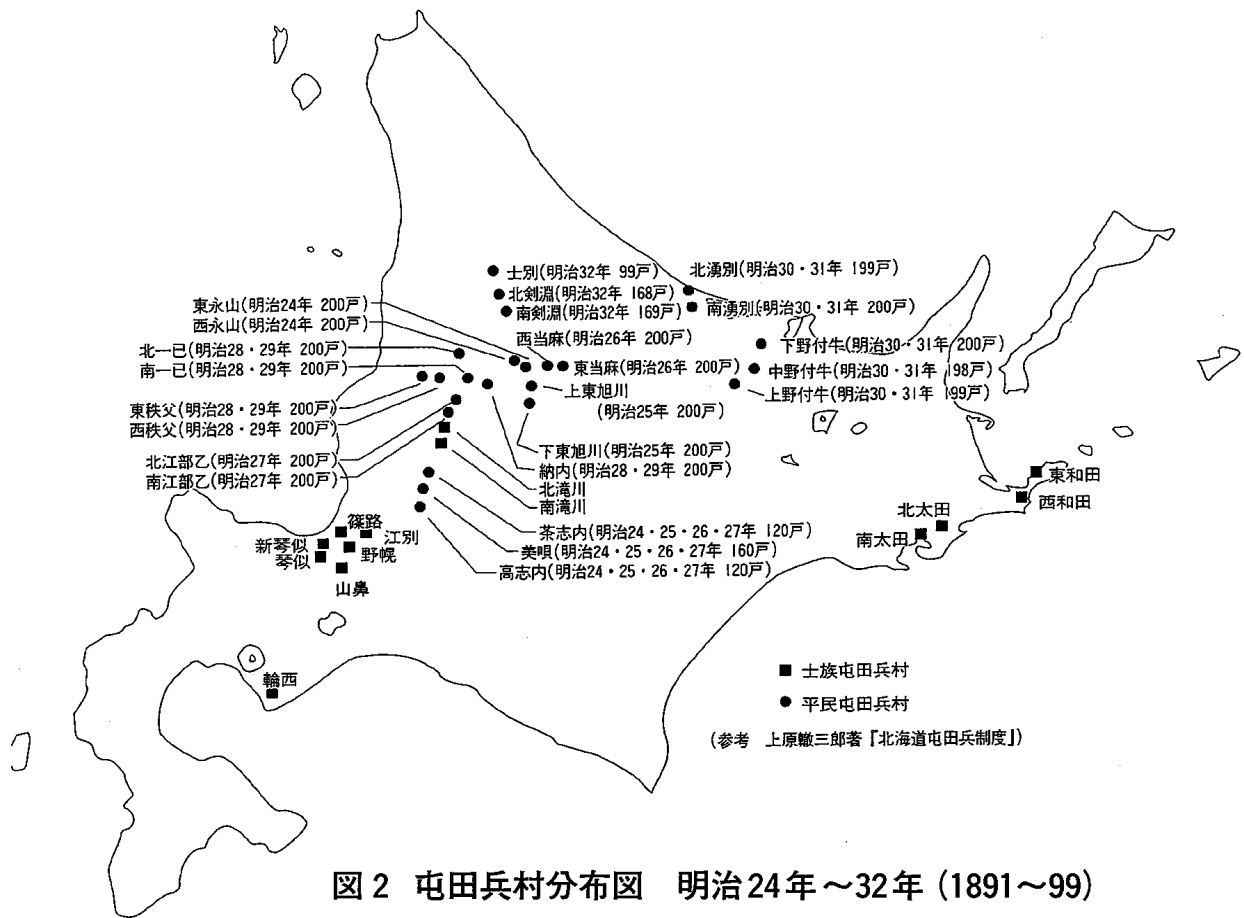 士別(明治32年 99戸)
北剣淵(明治32年 168戸)
南剣淵(明治32年 169戸)
北湧別(明治30・31年 199戸)
南湧別(明治30・31年 200戸)
東永山(明治24年 200戸)
西永山(明治24年 200戸)
西当麻(明治26年 200戸)
東当麻(明治26年 200戸)
北一已(明治28・29年 200戸)
南一已(明治28・29年 200戸)
上東旭川
(明治25年 200戸)
下野付牛(明治30・31年 200戸)
中野付牛(明治30・31年 198戸)
上野付牛(明治30・31年 199戸)
東秩父(明治28・29年 200戸)
西秩父(明治28・29年 200戸)
北江部乙(明治27年 200戸)
南江部乙(明治27年 200戸)
下東旭川(明治25年 200戸)
納内(明治28・29年 200戸)
北滝川
南滝川
茶志内(明治24・25・26・27年 120戸)
美唄(明治24・25・26・27年 160戸)
高志内(明治24・25・26・27年 120戸)
東和田
西和田
北太田
南太田
篠路
江別
新琴似
野幌
琴似
山鼻
輪西
■ 士族屯田兵村
● 平民屯田兵村
(参考 上原轍三郎著『北海道屯田兵制度』)
図2 屯田兵村分布図 明治24年～32年(1891～99)